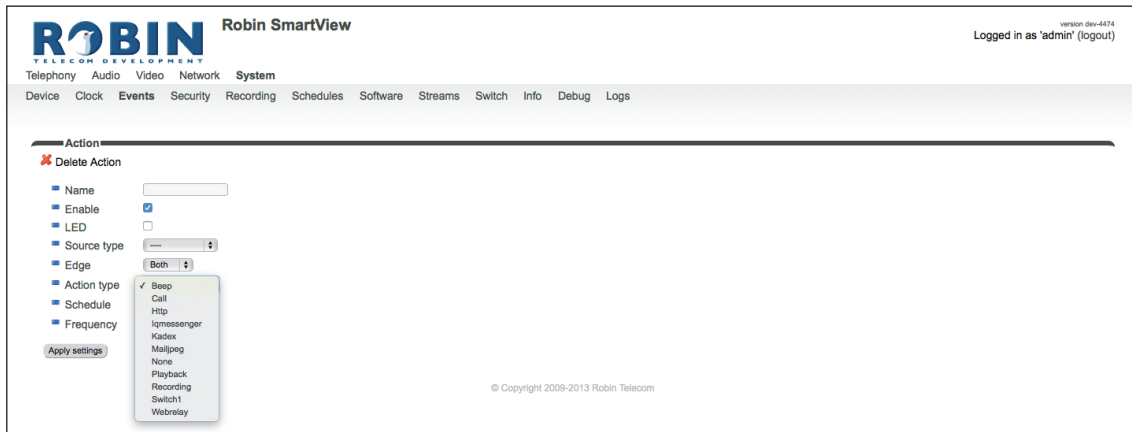 ROBIN
TELECOM DEVELOPMENT
Robin SmartView
version dev-4474
Logged in as 'admin' (logout)
Telephony Audio Video Network System
Device Clock Events Security Recording Schedules Software Streams Switch Info Debug Logs
Action
Delete Action
Name
Enable
LED
Source type ----
Edge Both
Action type ✓ Beep
Call
Schedule
Http
Iqmessenger
Frequency
Kadex
Mailjpeg
Apply settings
None
Playback
Recording
Switch1
Webrelay
© Copyright 2009-2013 Robin Telecom